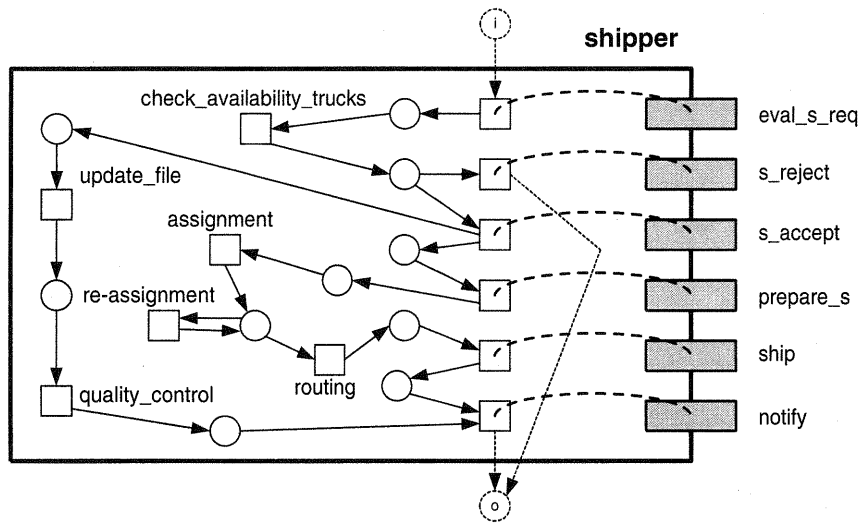 i
shipper
check_availability_trucks
eval_s_req
update_file
s_reject
assignment
s_accept
re-assignment
prepare_s
routing
ship
quality_control
notify
o